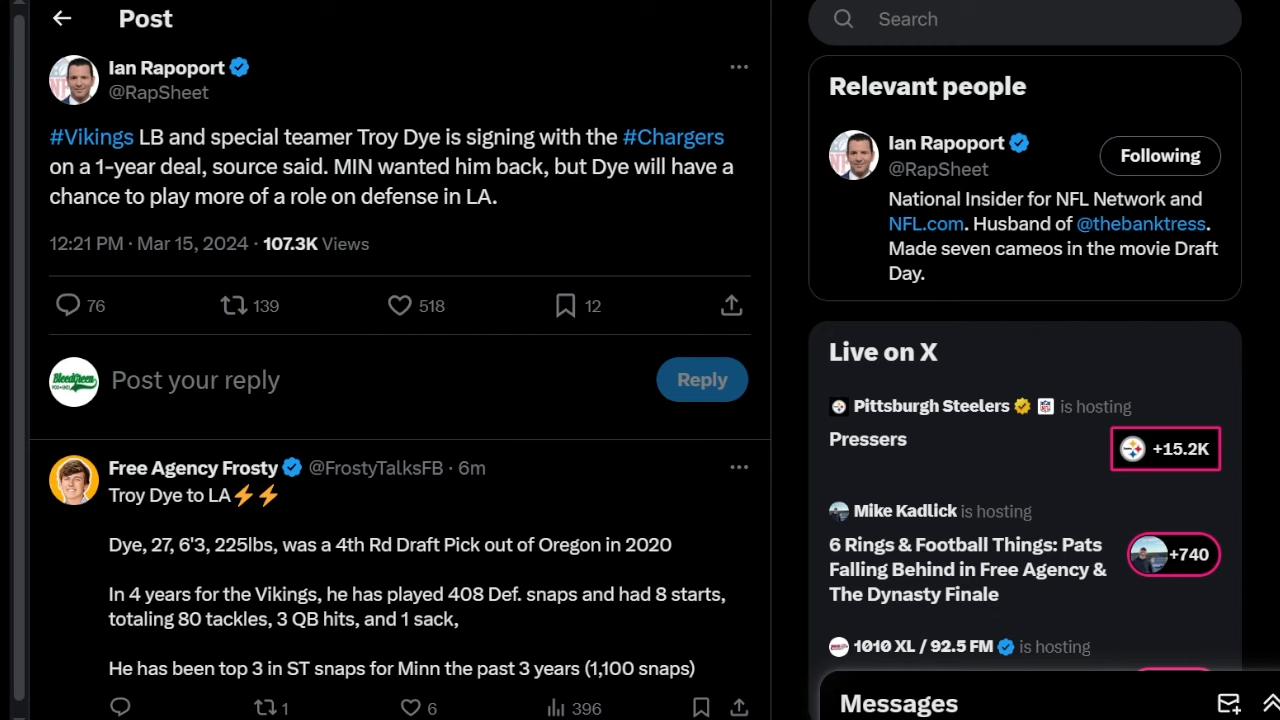 Post
Ian Rapoport
@RapSheet
#Vikings LB and special teamer Troy Dye is signing with the #Chargers
on a 1-year deal, source said. MIN wanted him back, but Dye will have a
chance to play more of a role on defense in LA.
12:21 PM · Mar 15, 2024 · 107.3K Views
76 139 518 12
BleedGreen
Post your reply
Reply
Free Agency Frosty @FrostyTalksFB · 6m
Troy Dye to LA⚡⚡
Dye, 27, 6'3, 225lbs, was a 4th Rd Draft Pick out of Oregon in 2020
In 4 years for the Vikings, he has played 408 Def. snaps and had 8 starts,
totaling 80 tackles, 3 QB hits, and 1 sack,
He has been top 3 in ST snaps for Minn the past 3 years (1,100 snaps)
1 6 396
Search
Relevant people
Ian Rapoport
@RapSheet
Following
National Insider for NFL Network and
NFL.com. Husband of @thebanktress.
Made seven cameos in the movie Draft
Day.
Live on X
Pittsburgh Steelers is hosting
Pressers
+15.2K
Mike Kadlick is hosting
6 Rings & Football Things: Pats
Falling Behind in Free Agency &
The Dynasty Finale
+740
1010 XL / 92.5 FM is hosting
Messages